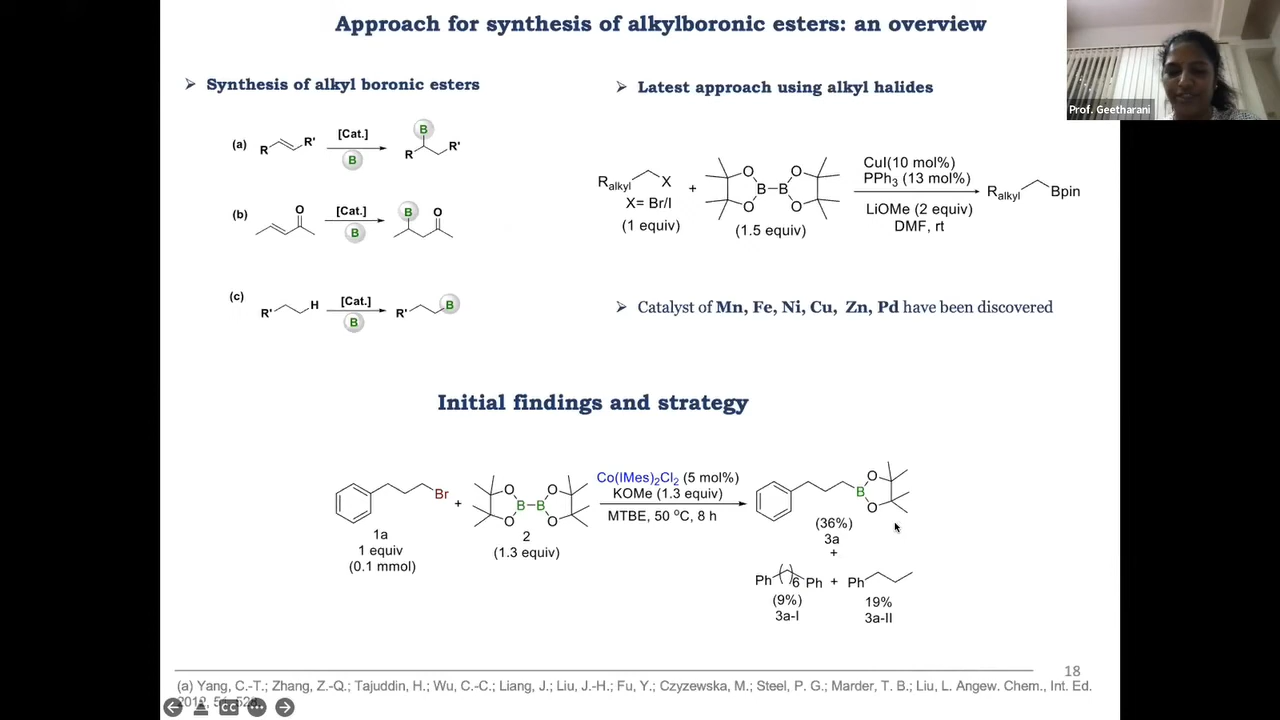 Approach for synthesis of alkylboronic esters: an overview
Prof. Geetharani
➢ Synthesis of alkyl boronic esters
(a) R R' [Cat.] B R B R'
(b) O [Cat.] B B O
(c) R' H [Cat.] B R' B
➢ Latest approach using alkyl halides
Ralkyl X + O O B B O O CuI(10 mol%) Ralkyl Bpin
PPh3 (13 mol%)
X= Br/I LiOMe (2 equiv)
(1 equiv) (1.5 equiv) DMF, rt
➢ Catalyst of Mn, Fe, Ni, Cu, Zn, Pd have been discovered
Initial findings and strategy
Br + O O B B O O Co(IMes)2Cl2 (5 mol%) B O O
KOMe (1.3 equiv)
MTBE, 50 oC, 8 h
1a
1 equiv
(0.1 mmol)
2
(1.3 equiv)
(36%)
3a
+
Ph ( )6 Ph + Ph
(9%) 19%
3a-I 3a-II
18
(a) Yang, C.-T.; Zhang, Z.-Q.; Tajuddin, H.; Wu, C.-C.; Liang, J.; Liu, J.-H.; Fu, Y.; Czyzewska, M.; Steel, P. G.; Marder, T. B.; Liu, L. Angew. Chem., Int. Ed.
CC